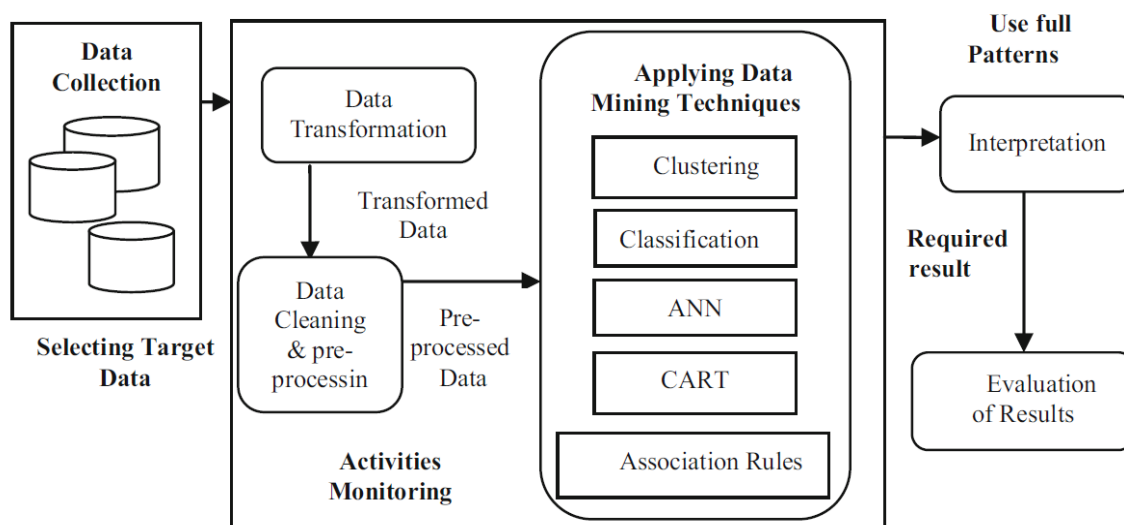 Data
Collection
Selecting Target
Data
Data
Transformation
Transformed
Data
Data
Cleaning
& pre-
processin
Pre-
processed
Data
Activities
Monitoring
Applying Data
Mining Techniques
Clustering
Classification
ANN
CART
Association Rules
Use full
Patterns
Interpretation
Required
result
Evaluation
of Results